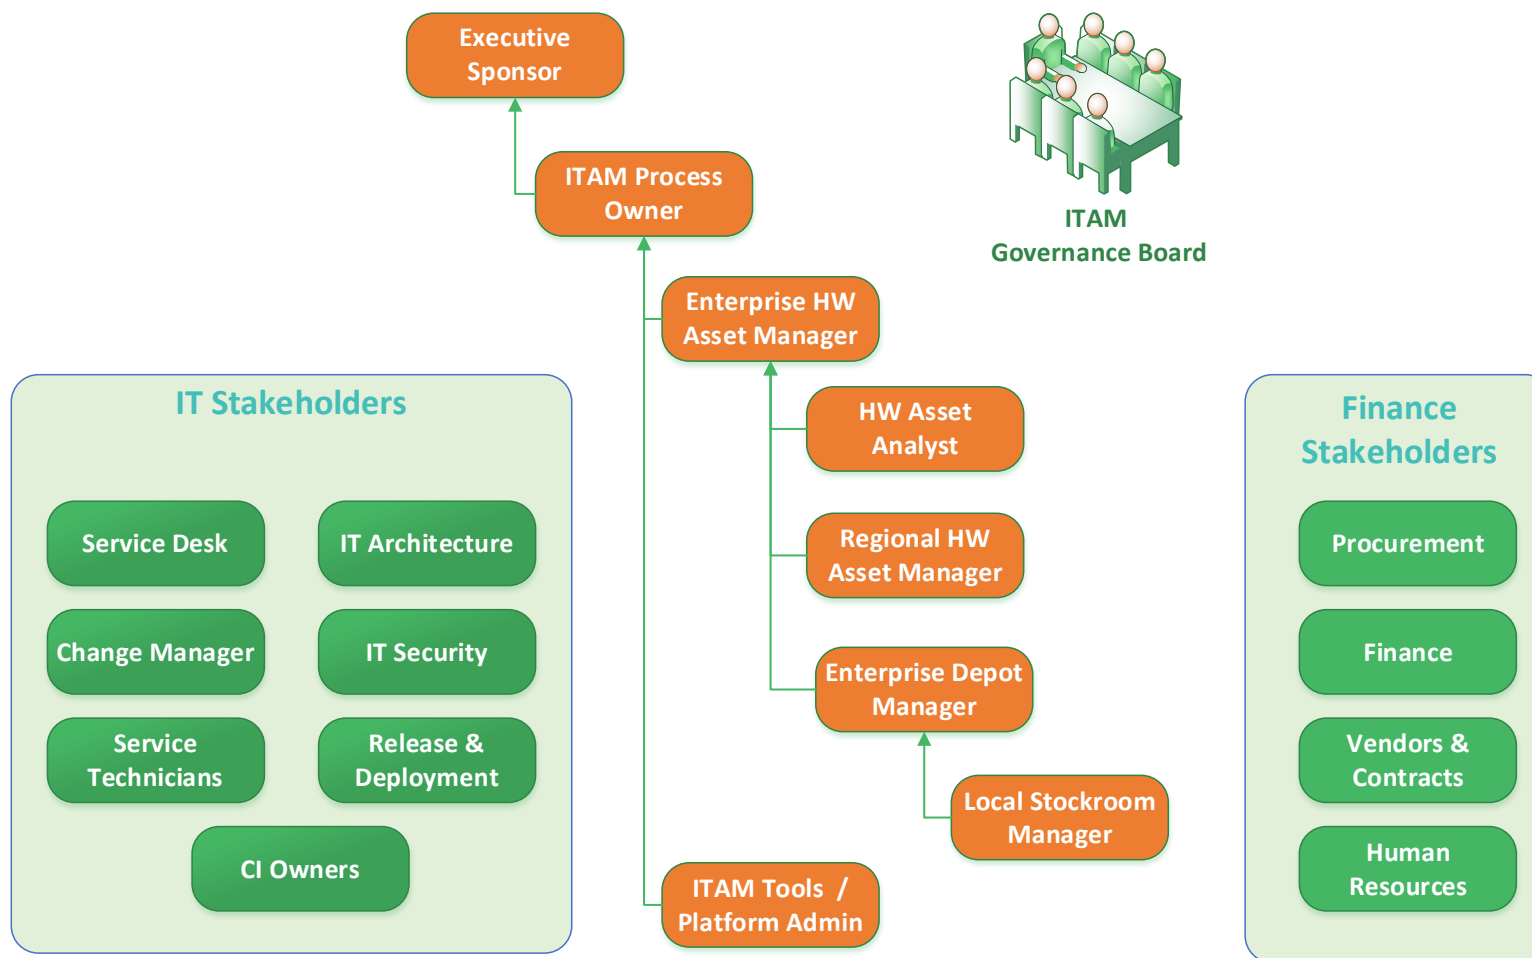 Executive
Sponsor
ITAM Process
Owner
ITAM
Governance Board
Enterprise HW
Asset Manager
IT Stakeholders
HW Asset
Analyst
Finance
Stakeholders
Service Desk
IT Architecture
Regional HW
Asset Manager
Procurement
Change Manager
IT Security
Enterprise Depot
Manager
Finance
Service
Technicians
Release &
Deployment
Vendors &
Contracts
Local Stockroom
Manager
CI Owners
ITAM Tools /
Platform Admin
Human
Resources